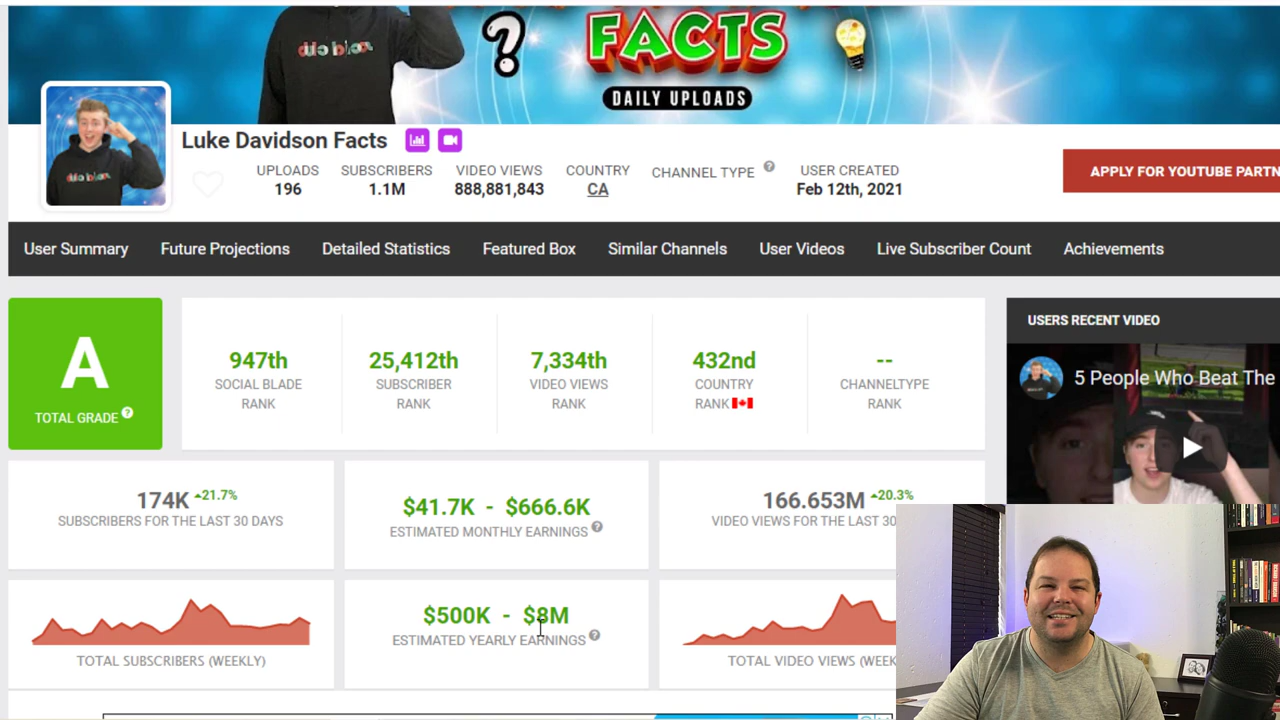 FACTS
DAILY UPLOADS
Luke Davidson Facts
UPLOADS
196
SUBSCRIBERS
1.1M
VIDEO VIEWS
888,881,843
COUNTRY
CA
CHANNEL TYPE
USER CREATED
Feb 12th, 2021
APPLY FOR YOUTUBE PARTN
User Summary
Future Projections
Detailed Statistics
Featured Box
Similar Channels
User Videos
Live Subscriber Count
Achievements
A
TOTAL GRADE
947th
SOCIAL BLADE
RANK
25,412th
SUBSCRIBER
RANK
7,334th
VIDEO VIEWS
RANK
432nd
COUNTRY
RANK
--
CHANNELTYPE
RANK
USERS RECENT VIDEO
5 People Who Beat The
174K 21.7%
SUBSCRIBERS FOR THE LAST 30 DAYS
$41.7K - $666.6K
ESTIMATED MONTHLY EARNINGS
166.653M 20.3%
VIDEO VIEWS FOR THE LAST 30
TOTAL SUBSCRIBERS (WEEKLY)
$500K - $8M
ESTIMATED YEARLY EARNINGS
TOTAL VIDEO VIEWS (WEEK